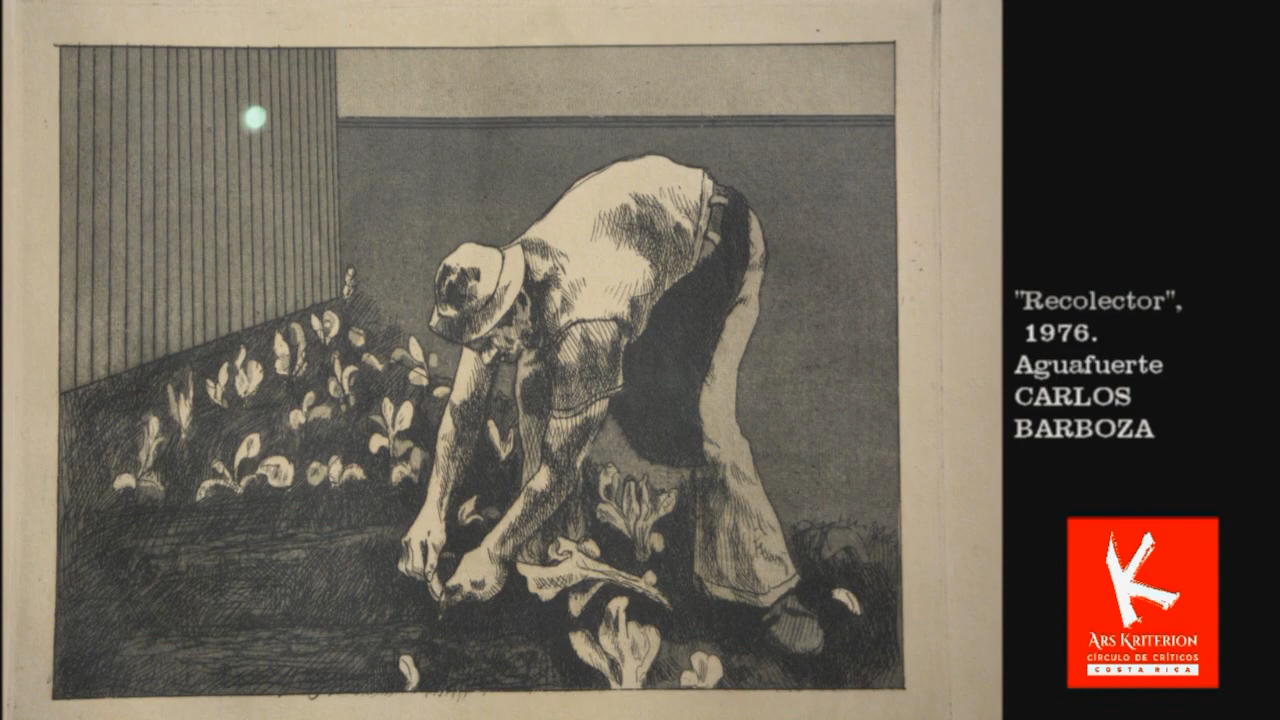 "Recolector",
1976.
Aguafuerte
CARLOS
BARBOZA
K
ARS KRITERION
CÍRCULO DE CRÍTICOS
COSTA RICA